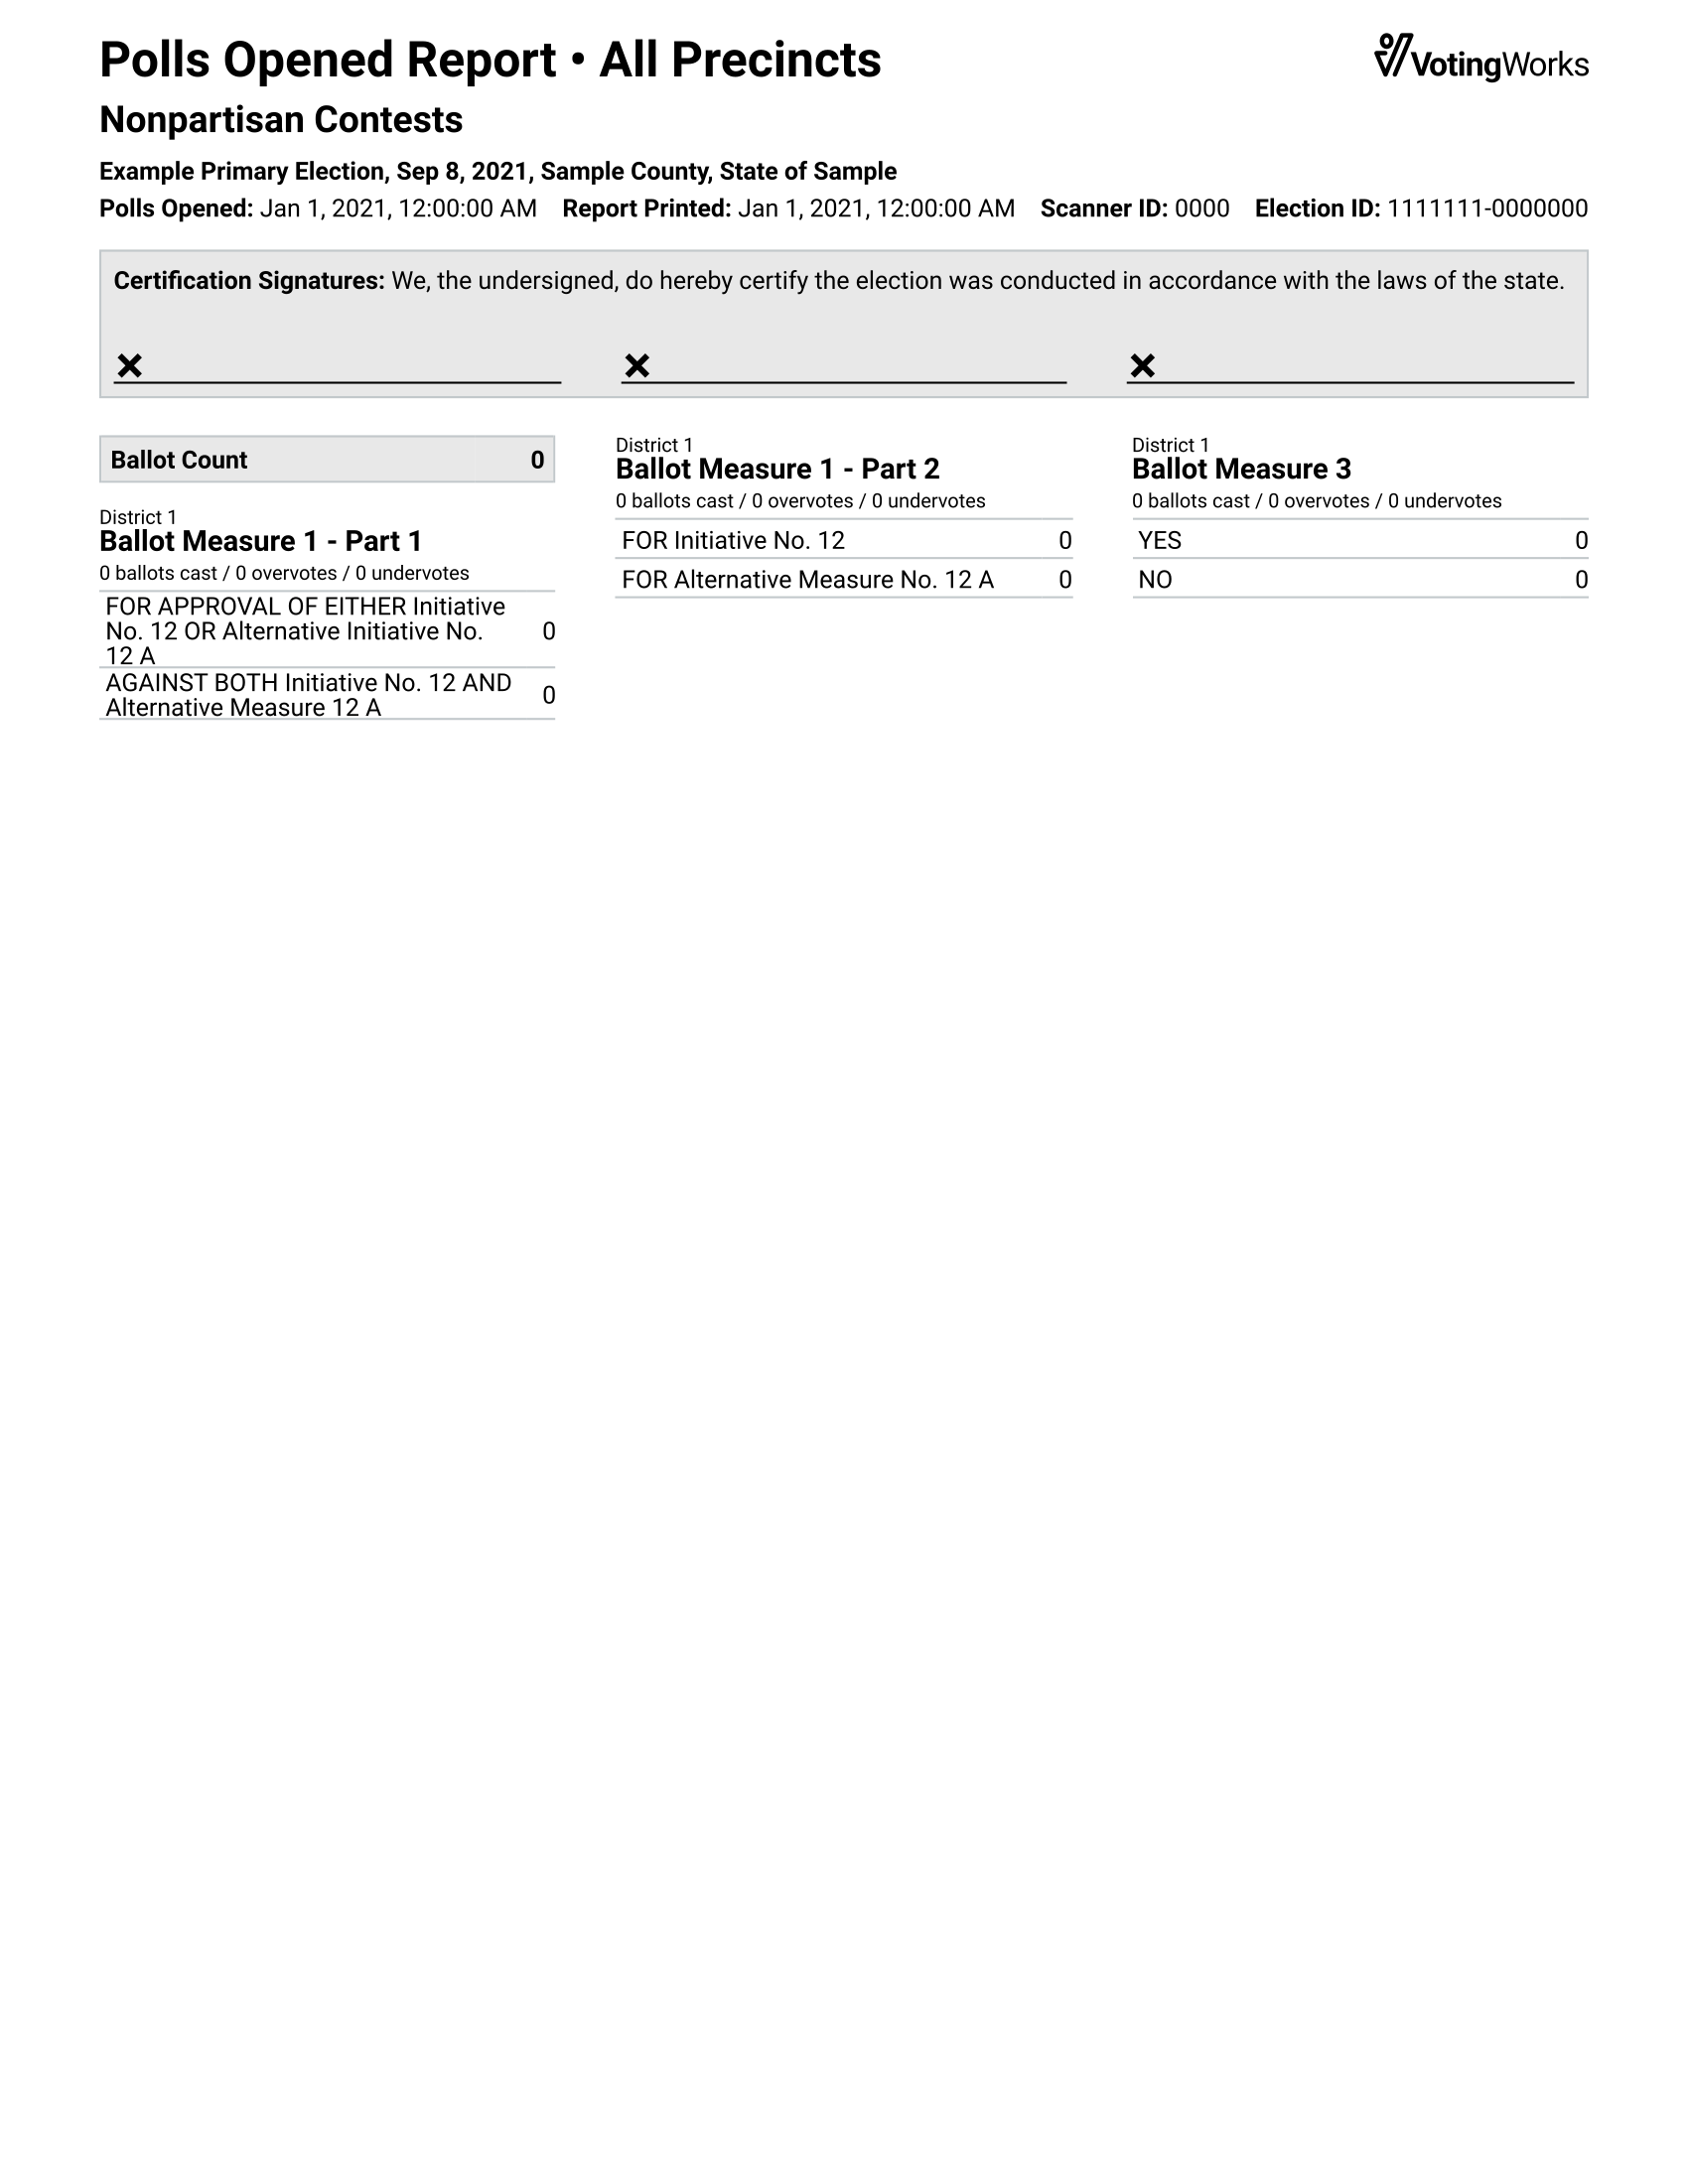 Polls Opened Report • All Precincts
VotingWorks
Nonpartisan Contests
Example Primary Election, Sep 8, 2021, Sample County, State of Sample
Polls Opened: Jan 1, 2021, 12:00:00 AM Report Printed: Jan 1, 2021, 12:00:00 AM Scanner ID: 0000 Election ID: 1111111-0000000
Certification Signatures: We, the undersigned, do hereby certify the election was conducted in accordance with the laws of the state.
Ballot Count 0
District 1
Ballot Measure 1 - Part 1
0 ballots cast / 0 overvotes / 0 undervotes
FOR APPROVAL OF EITHER Initiative
No. 12 OR Alternative Initiative No. 0
12 A
AGAINST BOTH Initiative No. 12 AND
Alternative Measure 12 A 0
District 1
Ballot Measure 1 - Part 2
0 ballots cast / 0 overvotes / 0 undervotes
FOR Initiative No. 12 0
FOR Alternative Measure No. 12 A 0
District 1
Ballot Measure 3
0 ballots cast / 0 overvotes / 0 undervotes
YES 0
NO 0